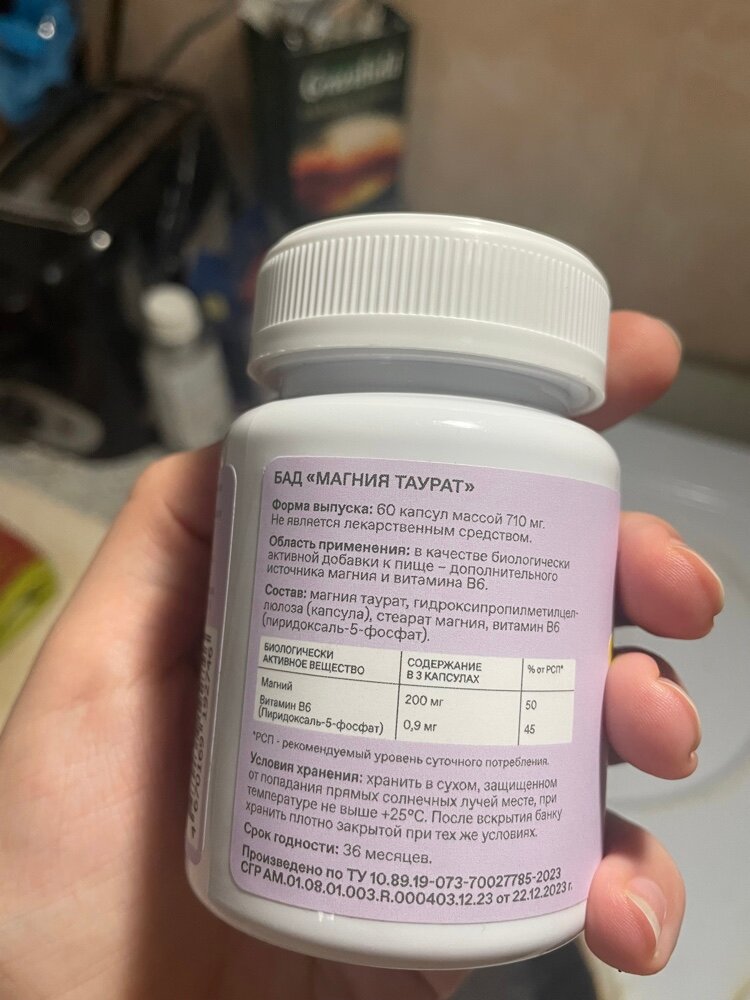 Greenfield
БАД «МАГНИЯ ТАУРАТ»
Форма выпуска: 60 капсул массой 710 мг.
Не является лекарственным средством.
Область применения: в качестве биологически
активной добавки к пище – дополнительного
источника магния и витамина В6.
Состав: магния таурат, гидроксипропилметилцел-
люлоза (капсула), стеарат магния, витамин В6
(пиридоксаль-5-фосфат).
БИОЛОГИЧЕСКИ АКТИВНОЕ ВЕЩЕСТВО СОДЕРЖАНИЕ В 3 КАПСУЛАХ % от РСП*
Магний 200 мг 50
Витамин В6 (Пиридоксаль-5-фосфат) 0,9 мг 45
*РСП - рекомендуемый уровень суточного потребления.
Условия хранения: хранить в сухом, защищенном
от попадания прямых солнечных лучей месте, при
температуре не выше +25°С. После вскрытия банку
хранить плотно закрытой при тех же условиях.
Срок годности: 36 месяцев.
Произведено по ТУ 10.89.19-073-70027785-2023
СГР AM.01.08.01.003.R.000403.12.23 от 22.12.2023 г.